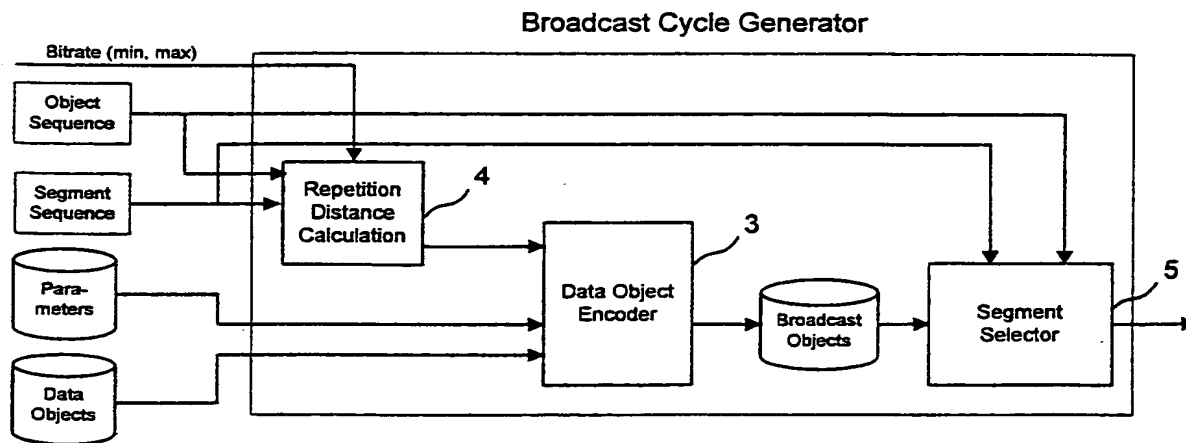 Broadcast Cycle Generator
Bitrate (min. max)
Object
Sequence
Segment
Sequence
Repetition
Distance
Calculation
4
Para-
meters
Data Object
Encoder
3
Broadcast
Objects
Segment
Selector
5
Data
Objects